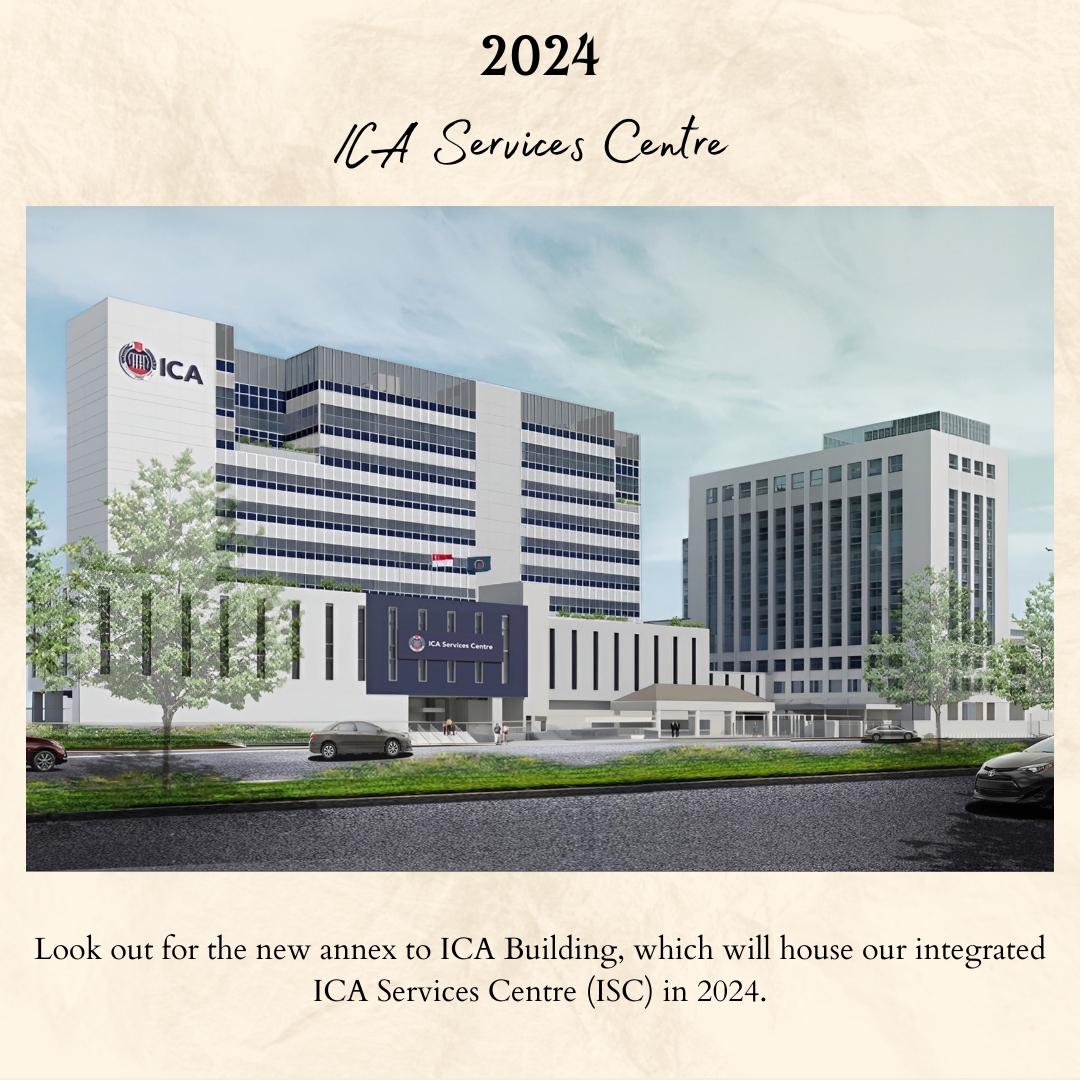 2024
ICA Services Centre
ICA
ICA Services Centre
Look out for the new annex to ICA Building, which will house our integrated
ICA Services Centre (ISC) in 2024.